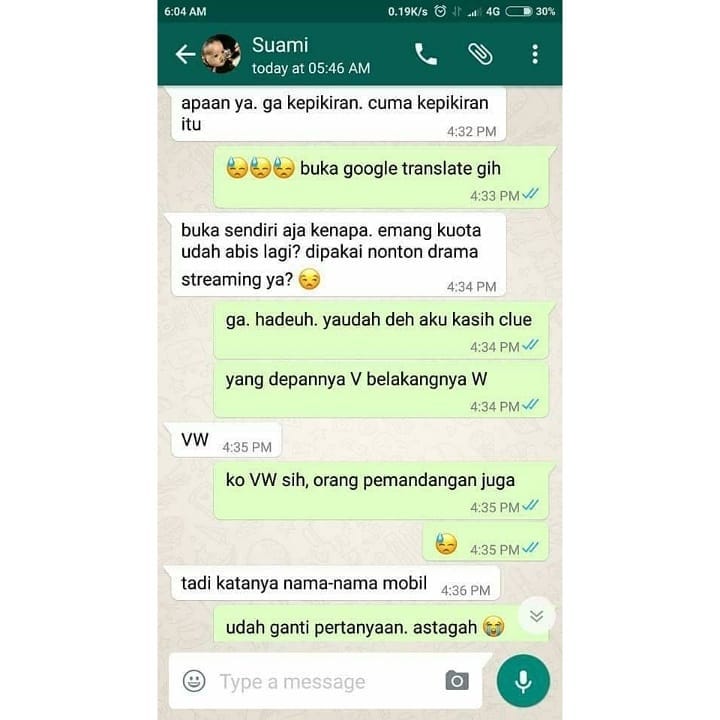 6:04 AM 0.19K/s 4G 30%
Suami
today at 05:46 AM
apaan ya. ga kepikiran. cuma kepikiran
itu
4:32 PM
😓😓😓 buka google translate gih
4:33 PM
buka sendiri aja kenapa. emang kuota
udah abis lagi? dipakai nonton drama
streaming ya? 😒
4:34 PM
ga. hadeuh. yaudah deh aku kasih clue
4:34 PM
yang depannya V belakangnya W
4:34 PM
VW 4:35 PM
ko VW sih, orang pemandangan juga
4:35 PM
😓 4:35 PM
tadi katanya nama-nama mobil 4:36 PM
udah ganti pertanyaan. astagah 😭
Type a message